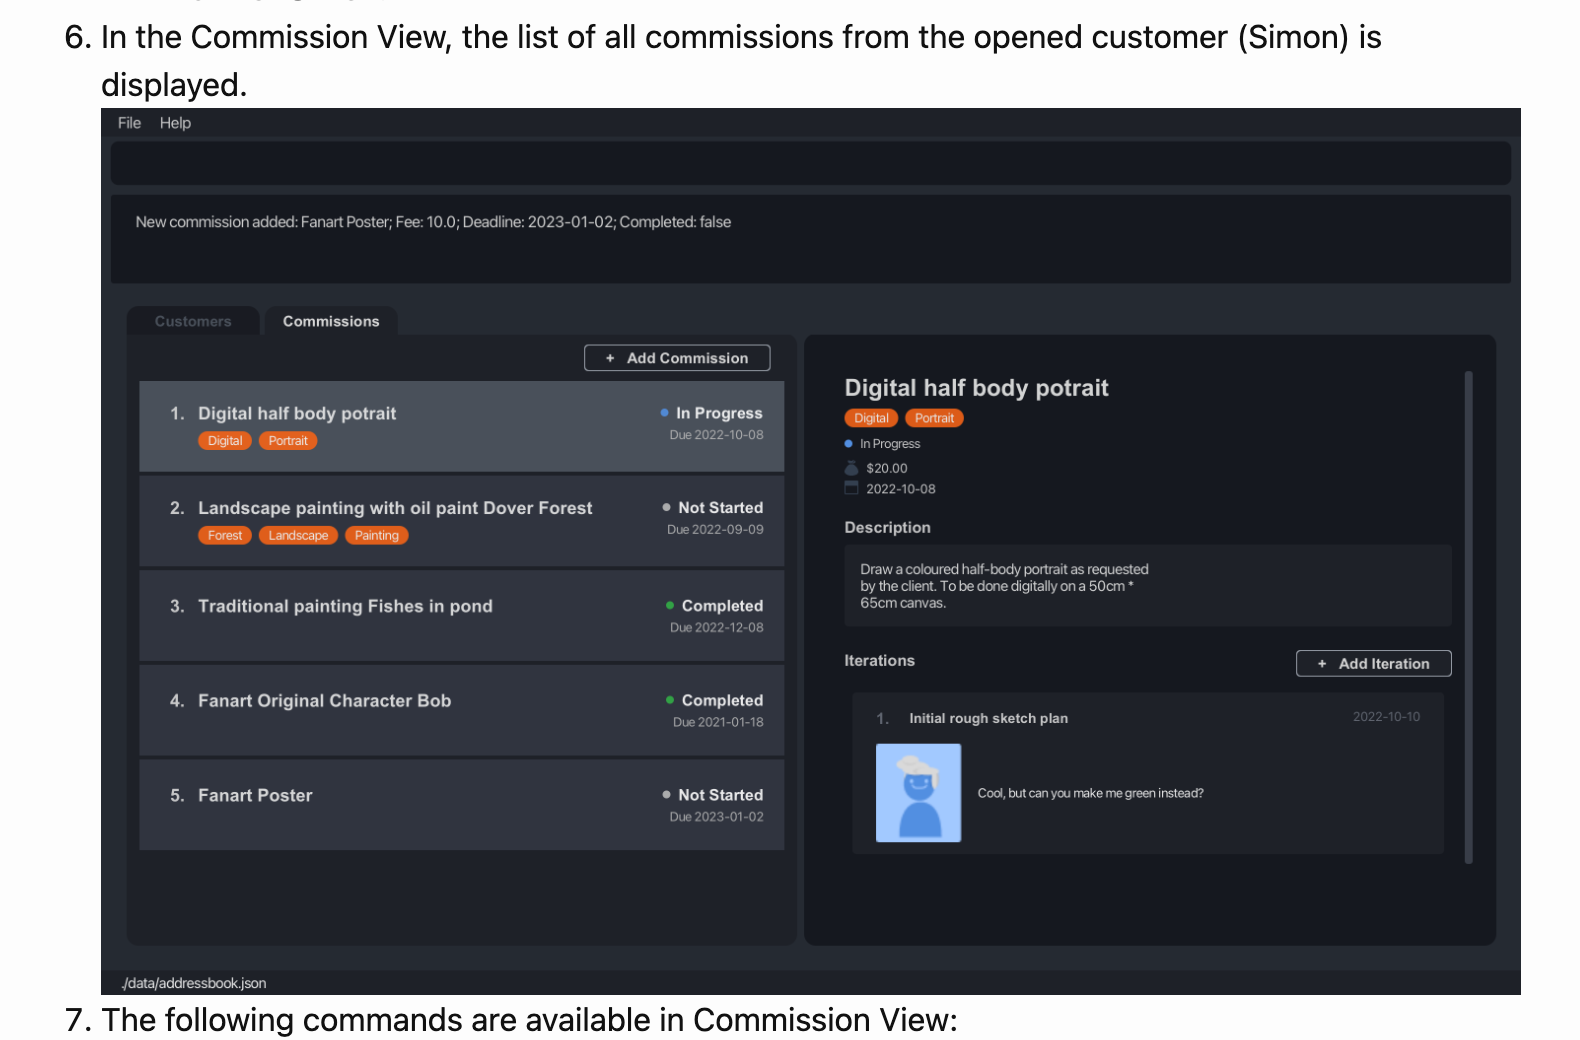 6. In the Commission View, the list of all commissions from the opened customer (Simon) is
displayed.
File Help
New commission added: Fanart Poster; Fee: 10.0; Deadline: 2023-01-02; Completed: false
Customers Commissions
+ Add Commission
1. Digital half body potrait
In Progress
Digital Portrait
Due 2022-10-08
2. Landscape painting with oil paint Dover Forest
Not Started
Forest Landscape Painting
Due 2022-09-09
3. Traditional painting Fishes in pond
Completed
Due 2022-12-08
4. Fanart Original Character Bob
Completed
Due 2021-01-18
5. Fanart Poster
Not Started
Due 2023-01-02
Digital half body potrait
Digital Portrait
In Progress
$20.00
2022-10-08
Description
Draw a coloured half-body portrait as requested
by the client. To be done digitally on a 50cm *
65cm canvas.
Iterations
+ Add Iteration
1. Initial rough sketch plan
2022-10-10
Cool, but can you make me green instead?
./data/addressbook.json
7. The following commands are available in Commission View: